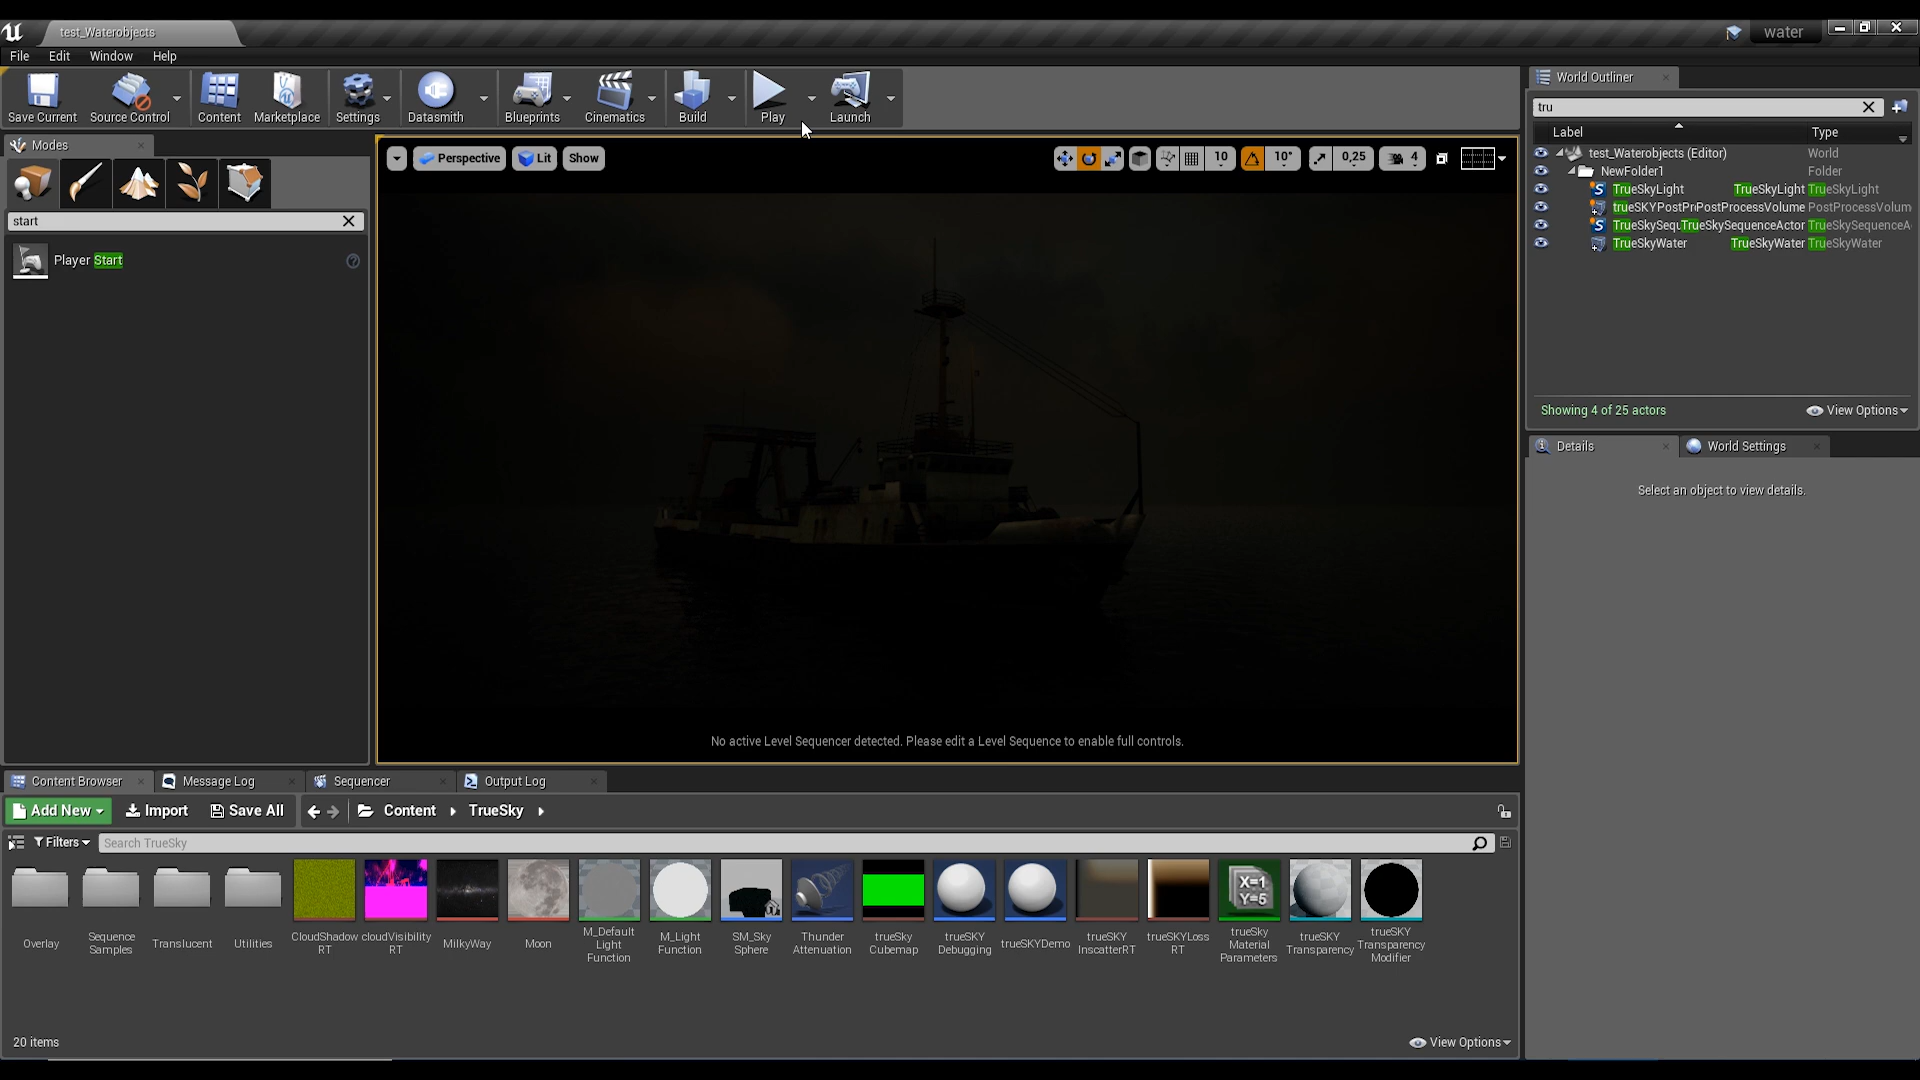 test_Waterobjects
water
File Edit Window Help
Save Current Source Control Content Marketplace Settings Datasmith Blueprints Cinematics Build Play Launch
Modes
start
Player Start
Perspective Lit Show
10 10° 0,25 4
No active Level Sequencer detected. Please edit a Level Sequence to enable full controls.
World Outliner
tru
Label Type
test_Waterobjects (Editor) World
NewFolder1 Folder
TrueSkyLight TrueSkyLight TrueSkyLight
trueSKYPostPr PostProcessVolume PostProcessVolum
TrueSkySequ TrueSkySequenceActor TrueSkySequenceA
TrueSkyWater TrueSkyWater TrueSkyWater
Showing 4 of 25 actors View Options
Details World Settings
Select an object to view details.
Content Browser Message Log Sequencer Output Log
Add New Import Save All Content TrueSky
Filters Search TrueSky
Overlay
Sequence
Samples
Translucent
Utilities
CloudShadow
RT
cloudVisibility
RT
MilkyWay
Moon
M_Default
Light
Function
M_Light
Function
SM_Sky
Sphere
Thunder
Attenuation
trueSky
Cubemap
trueSKY
Debugging
trueSKYDemo
trueSKY
InscatterRT
trueSKYLoss
RT
X=1
Y=5
trueSky
Material
Parameters
trueSKY
Transparency
trueSKY
Transparency
Modifier
20 items View Options